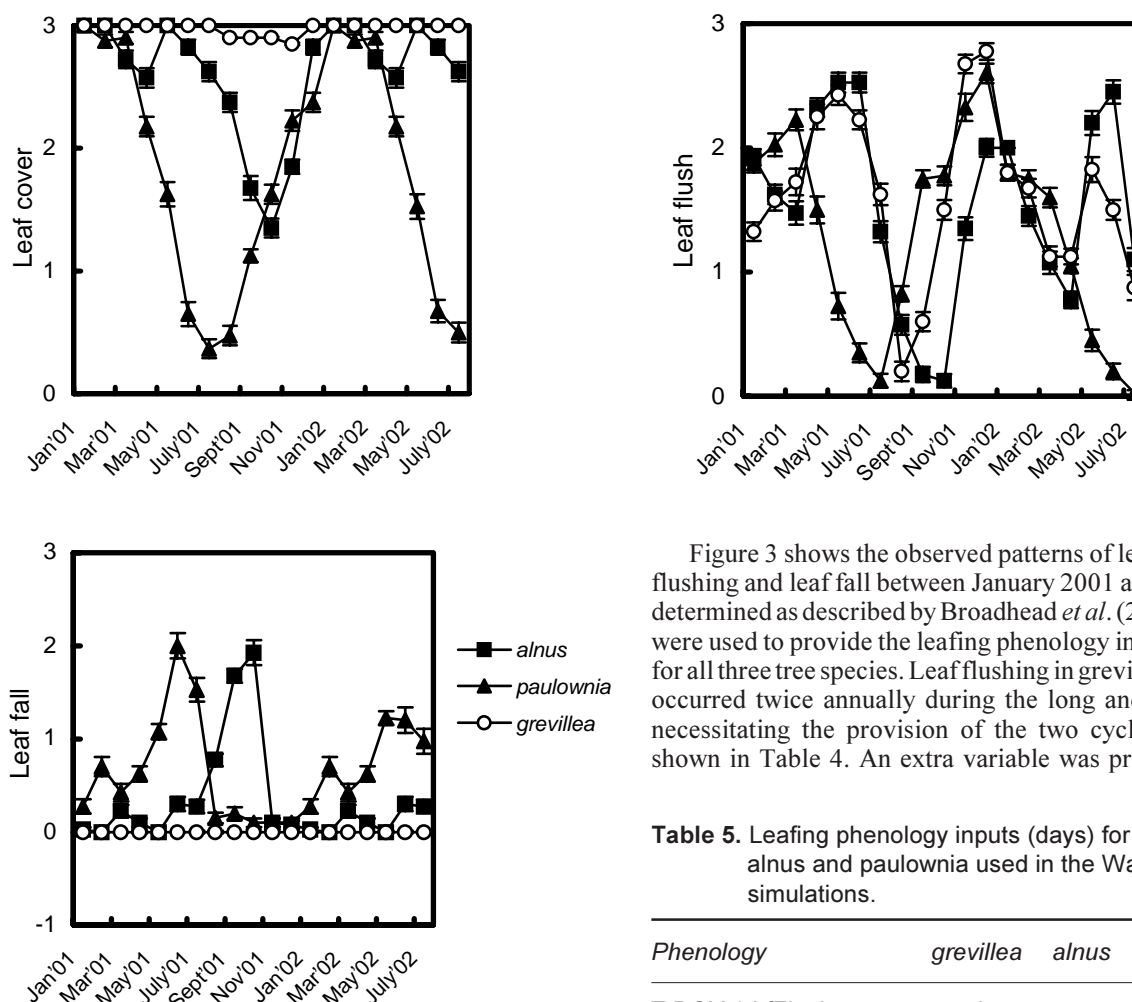 3
2
1
0
Leaf cover
Jan'01
Mar'01
May'01
July'01
Sept'01
Nov'01
Jan'02
Mar'02
May'02
July'02
3
2
1
0
Leaf flush
Jan'01
Mar'01
May'01
July'01
Sept'01
Nov'01
Jan'02
Mar'02
May'02
July'02
3
2
1
0
-1
Leaf fall
Jan'01
Mar'01
May'01
July'01
Sept'01
Nov'01
Jan'02
Mar'02
May'02
July'02
alnus
paulownia
grevillea
Figure 3 shows the observed patterns of le
flushing and leaf fall between January 2001 a
determined as described by Broadhead et al. (2
were used to provide the leafing phenology in
for all three tree species. Leaf flushing in grevi
occurred twice annually during the long and
necessitating the provision of the two cycl
shown in Table 4. An extra variable was pr
Table 5. Leafing phenology inputs (days) for
alnus and paulownia used in the Wa
simulations.
Phenology grevillea alnus